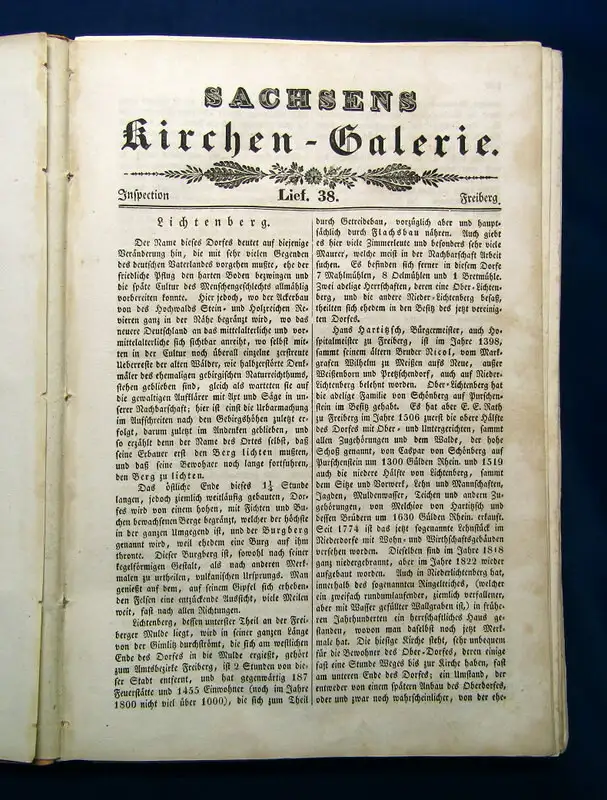 SACHSENS
Kirchen-Galerie.
Inspection
Lief. 38.
Freiberg.
Lichtenberg.
Der Name dieses Dorfes deutet auf diejenige
Veränderung hin, die mit sehr vielen Gegenden
des deutschen Vaterlandes vorgehen mußte, ehe der
friedliche Pflug den harten Boden bezwingen und
die späte Cultur des Menschengeschlechts allmählig
vorbereiten konnte. Hier jedoch, wo der Ackerbau
von des Hochwalds Stein- und Holzreichen Re-
vieren ganz in der Nähe begränzt wird, wo das
neuere Deutschland an das mittelalterliche und vor-
mittelalterliche sich sichtbar anreiht, wo selbst mit-
ten in der Cultur noch überall einzelne zerstreute
Ueberreste der alten Wälder, wie halbzerstörte Denk-
mäler des ehemaligen gebirgischen Naturreichthums,
stehen geblieben sind, gleich als warteten sie auf
die gewaltigen Aufklärer mit Axt und Säge in un-
serer Nachbarschaft; hier ist einst die Urbarmachung
im Aufschreiten nach den Gebirgshöhen zuletzt er-
folgt, darum zuletzt im Andenken geblieben, und
so erzählt denn der Name des Ortes selbst, daß
seine Erbauer erst den Berg lichten mußten,
und daß seine Bewohner noch lange fortfuhren,
den Berg zu lichten.
Das östliche Ende dieses 1¼ Stunde
langen, jedoch ziemlich weitläufig gebauten, Dor-
fes wird von einem hohen, mit Fichten und Bu-
chen bewachsenen Berge begränzt, welcher der höchste
in der ganzen Umgegend ist, und der Burgberg
genannt wird, weil ehedem eine Burg auf ihm
thronte. Dieser Burgberg ist, sowohl nach seiner
kegelförmigen Gestalt, als nach anderen Merk-
malen zu urtheilen, vulkanischen Ursprungs. Man
genießt auf dem, auf seinem Gipfel sich erheben-
den Felsen eine entzückende Aussicht, viele Meilen
weit, fast nach allen Richtungen.
Lichtenberg, dessen unterster Theil an der Frei-
berger Mulde liegt, wird in seiner ganzen Länge
von der Gimlitz durchströmt, die sich am westlichen
Ende des Dorfes in die Mulde ergießt, gehört
zum Amtsbezirke Freiberg, ist 2 Stunden von die-
ser Stadt entfernt, und hat gegenwärtig 187
Feuerstätte und 1455 Einwohner (noch im Jahre
1800 nicht viel über 1000), die sich zum Theil
durch Getreidebau, vorzüglich aber und haupt-
sächlich durch Flachsbau nähren. Auch giebt
es hier viele Zimmerleute und besonders sehr viele
Maurer, welche meist in der Nachbarschaft Arbeit
suchen. Es befinden sich ferner in diesem Dorfe
7 Mahlmühlen, 8 Oelmühlen und 1 Bretmühle.
Zwei adelige Herrschaften, deren eine Ober-Lichten-
berg, und die andere Nieder-Lichtenberg besaß,
theilten sich ehedem in den Besitz des jetzt vereinig-
ten Dorfes.
Hans Hartitzsch, Bürgermeister, auch Ho-
spitalmeister zu Freiberg, ist im Jahre 1398,
sammt seinem ältern Bruder Nicol, vom Mark-
grafen Wilhelm zu Meißen aufs Neue, außer
Weißenborn und Pretzschendorf, auch auf Nieder-
Lichtenberg belehnt worden. Ober-Lichtenberg hat
die adelige Familie von Schönberg auf Purschen-
stein im Besitz gehabt. Es hat aber E. E. Rath
zu Freiberg im Jahre 1506 zuerst die obere Hälfte
des Dorfes mit Ober- und Untergerichten, sammt
allen Zugehörungen und dem Walde, der hohe
Schoß genannt, von Caspar von Schönberg auf
Purschenstein um 1300 Gülden Rhein. und 1519
auch die niedere Hälfte von Lichtenberg, sammt
dem Sitz und Vorwerk, Lehn und Mannschaften,
Jagden, Muldenwasser, Teichen und andern Zu-
gehörungen, von Melchior von Hartitzsch und
dessen Brüdern um 1630 Gülden Rhein. erkauft.
Seit 1774 ist das jetzt sogenannte Lehnstück im
Niederdorfe mit Wohn- und Wirthschaftsgebäuden
versehen worden. Dieselben sind im Jahre 1818
ganz niedergebrannt, aber im Jahre 1822 wieder
aufgebaut worden. Auch in Niederlichtenberg hat,
innerhalb des sogenannten Ringelteiches, (welcher
ein zweifach rundumlaufender, ziemlich verfallener,
aber mit Wasser gefüllter Wallgraben ist,) in frühe-
ren Jahrhunderten ein herrschaftliches Haus ge-
standen, wovon man daselbst noch jetzt Merk-
male hat. Die hiesige Kirche steht, sehr unbequem
für die Bewohner des Ober-Dorfes, deren einige
fast eine Stunde Weges bis zur Kirche haben, fast
am unteren Ende des Dorfes; ein Umstand, der
entweder von einem spätern Anbau des Oberdorfes,
oder und zwar noch wahrscheinlicher, von der ehe-